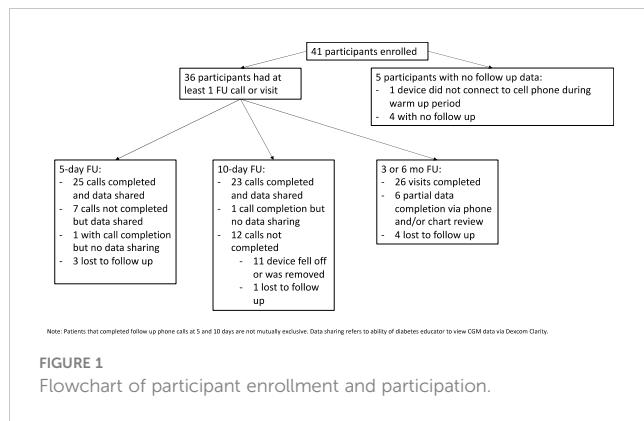 41 participants enrolled
36 participants had at
least 1 FU call or visit
5 participants with no follow up data:
- 1 device did not connect to cell phone during
warm up period
- 4 with no follow up
5-day FU:
- 25 calls completed
and data shared
- 7 calls not completed
but data shared
- 1 with call completion
but no data sharing
- 3 lost to follow up
10-day FU:
- 23 calls completed
and data shared
- 1 call completion but
no data sharing
- 12 calls not
completed
- 11 device fell off
or was removed
- 1 lost to follow
up
3 or 6 mo FU:
- 26 visits completed
- 6 partial data
completion via phone
and/or chart review
- 4 lost to follow up
Note: Patients that completed follow up phone calls at 5 and 10 days are not mutually exclusive. Data sharing refers to ability of diabetes educator to view CGM data via Dexcom Clarity.
FIGURE 1
Flowchart of participant enrollment and participation.